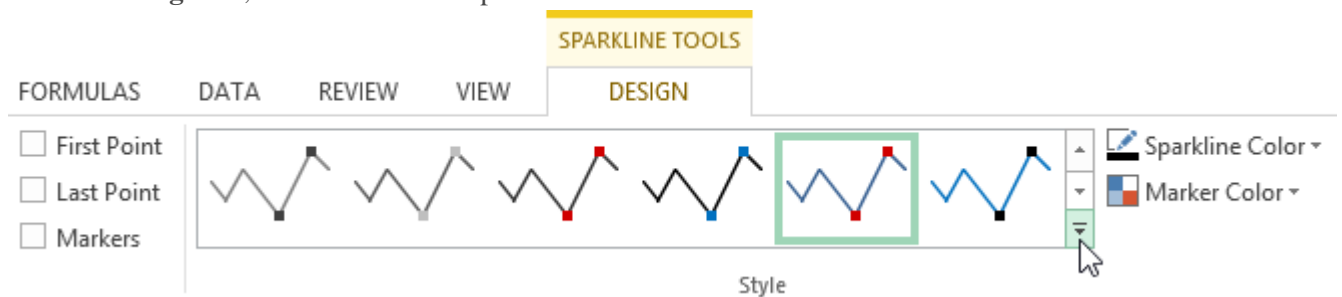 SPARKLINE TOOLS
FORMULAS DATA REVIEW VIEW DESIGN
First Point
Last Point
Markers
Sparkline Color
Marker Color
Style